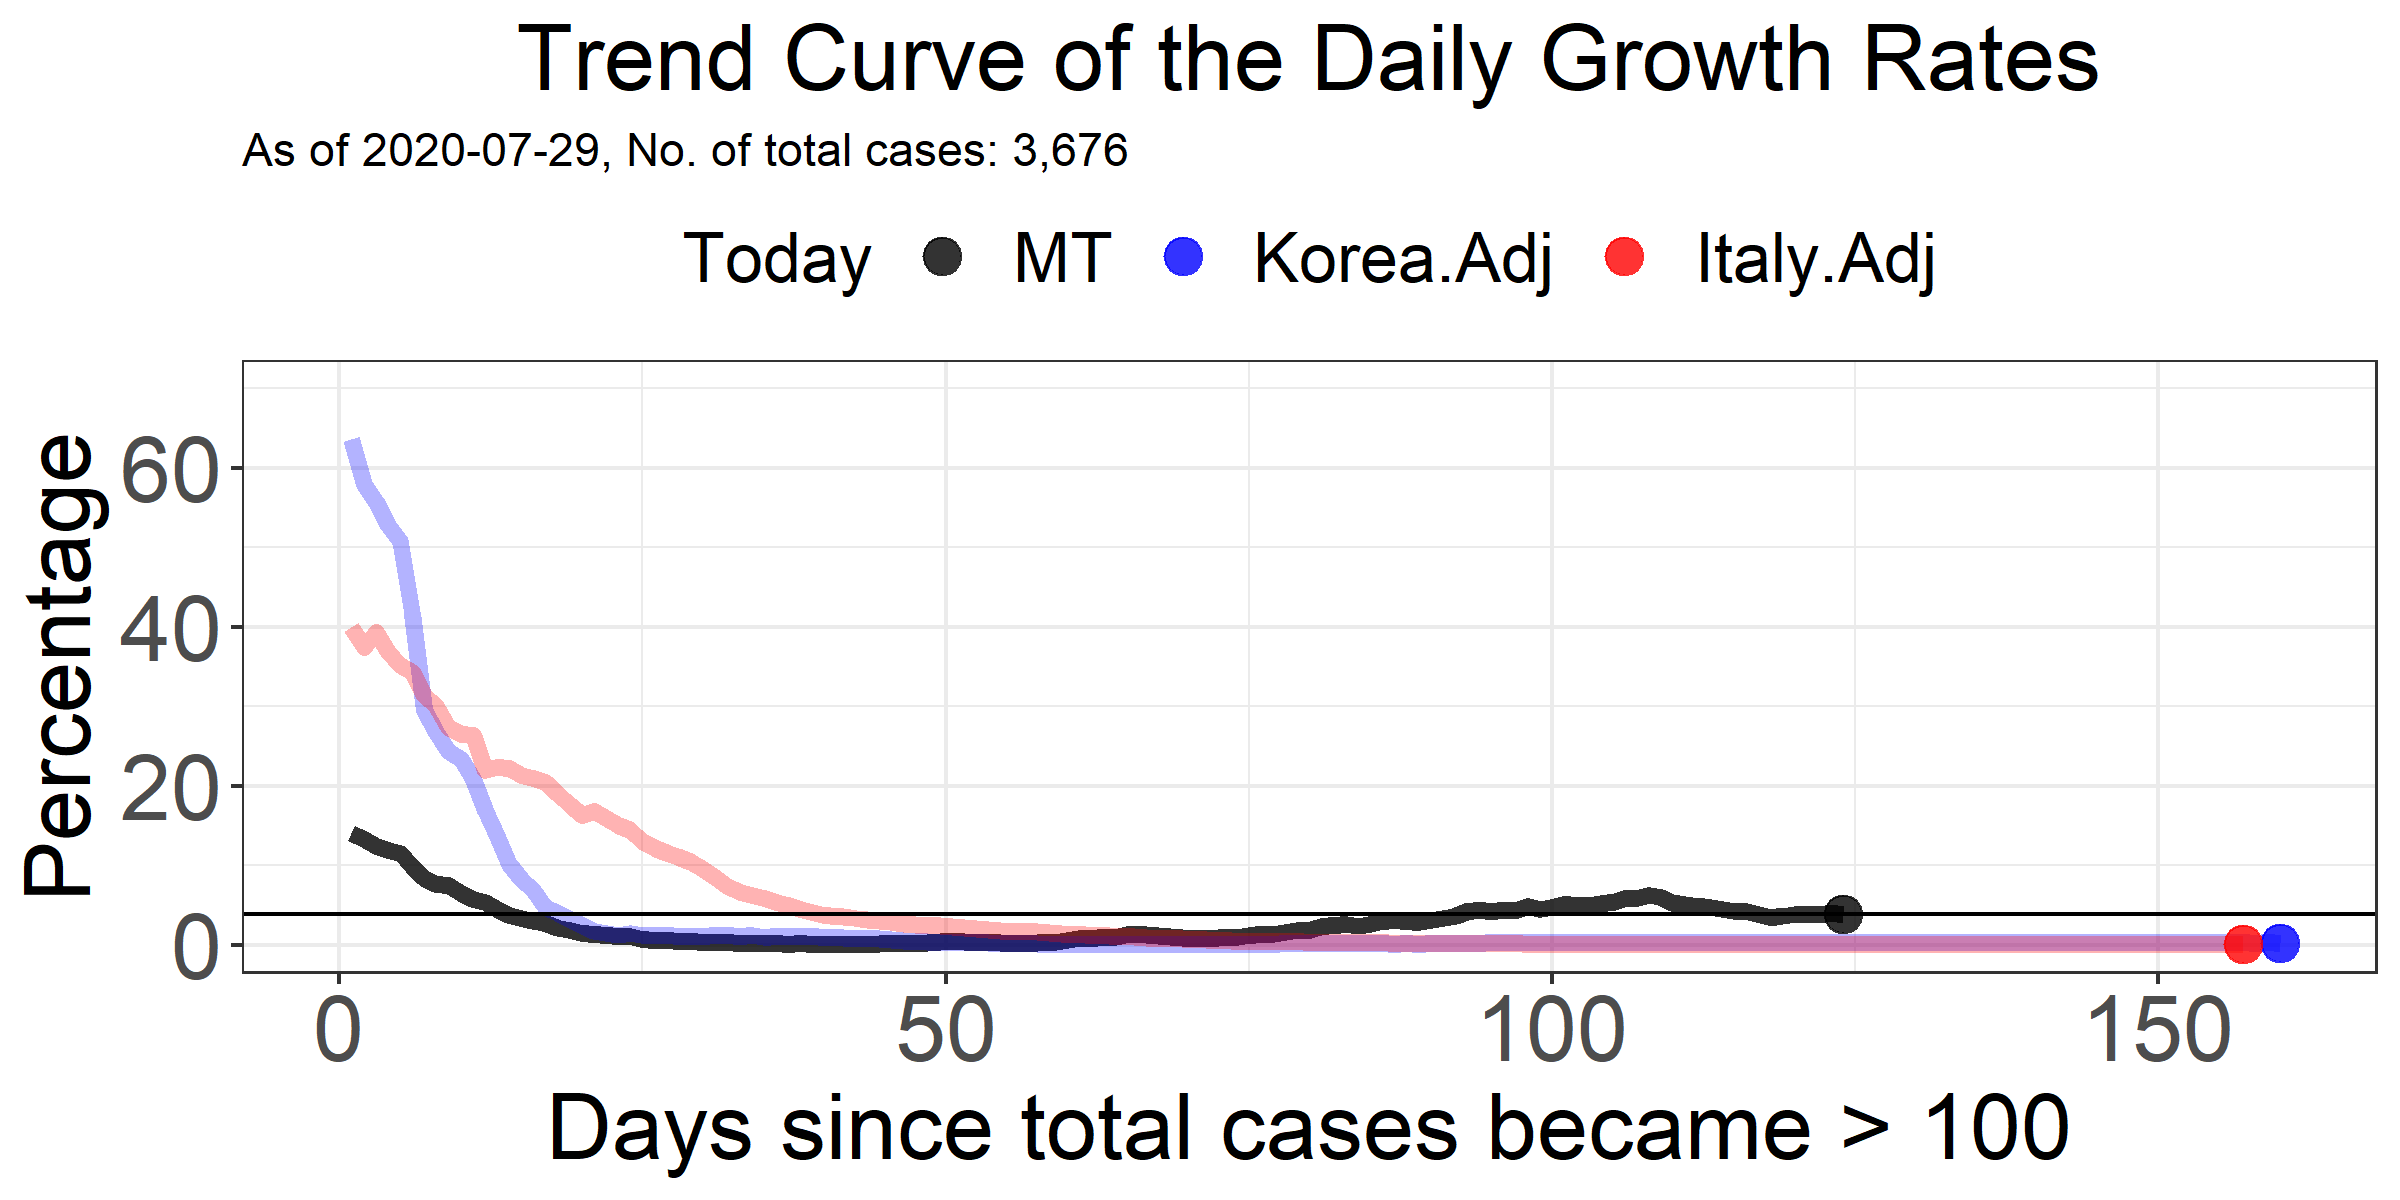 Trend Curve of the Daily Growth Rates
As of 2020-07-29, No. of total cases: 3,676
Today MT Korea.Adj Italy.Adj
Percentage
60
40
20
0
0 50 100 150
Days since total cases became > 100